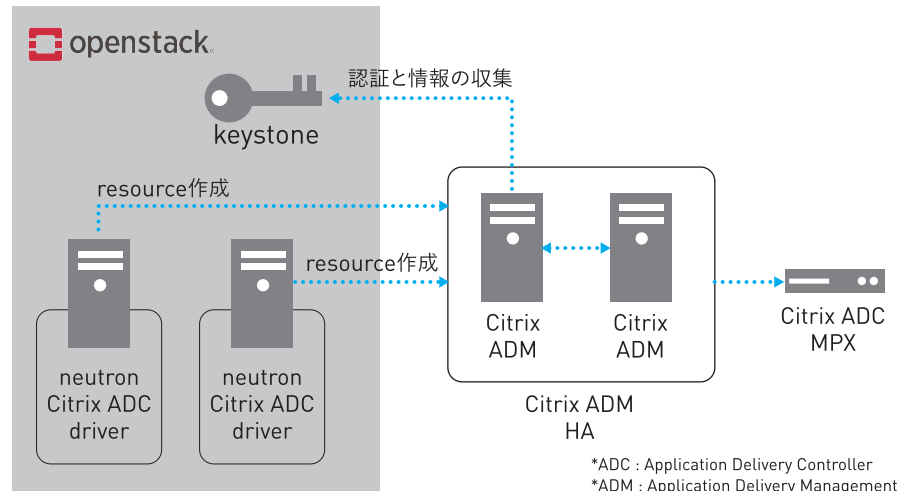 openstack.
認証と情報の収集
keystone
resource作成
resource作成
Citrix
ADM
Citrix
ADM
Citrix ADC
MPX
neutron
Citrix ADC
driver
neutron
Citrix ADC
driver
Citrix ADM
HA
*ADC : Application Delivery Controller
*ADM : Application Delivery Management